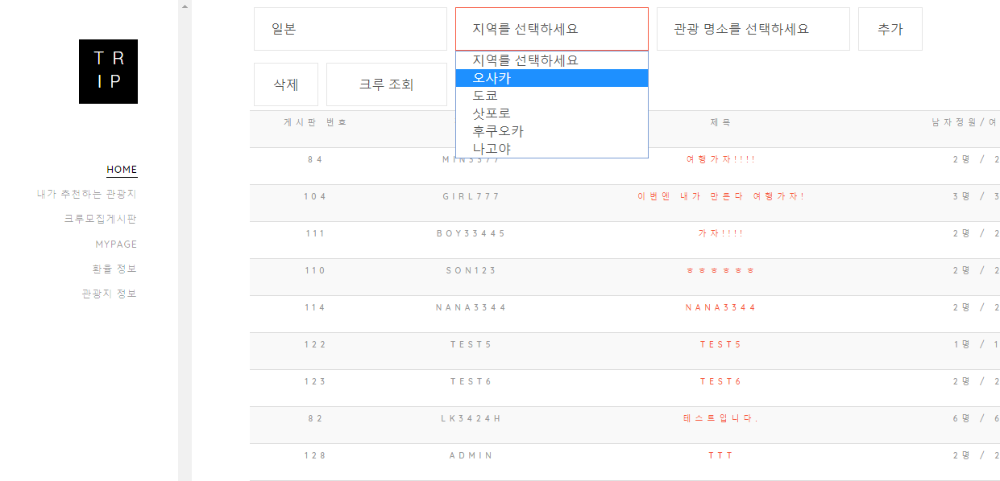 T R
I P
HOME
내가 추천하는 관광지
크루모집게시판
MYPAGE
환율 정보
관광지 정보
일본 지역를 선택하세요 관광 명소를 선택하세요 추가
지역를 선택하세요
오사카
도쿄
삿포로
후쿠오카
나고야
삭제 크루 조회
게시판 번호 제목 남자정원/여
84 MIN3377 여행가자!!!! 2명 / 2
104 GIRL777 이번엔 내가 만든다 여행가자! 3명 / 3
111 BOY33445 가자!!!! 2명 / 2
110 SON123 ㅎㅎㅎㅎㅎㅎ 2명 / 2
114 NANA3344 NANA3344 2명 / 2
122 TEST5 TEST5 1명 / 1
123 TEST6 TEST6 2명 / 2
82 LK3424H 테스트입니다. 6명 / 6
128 ADMIN TTT 2명 / 2